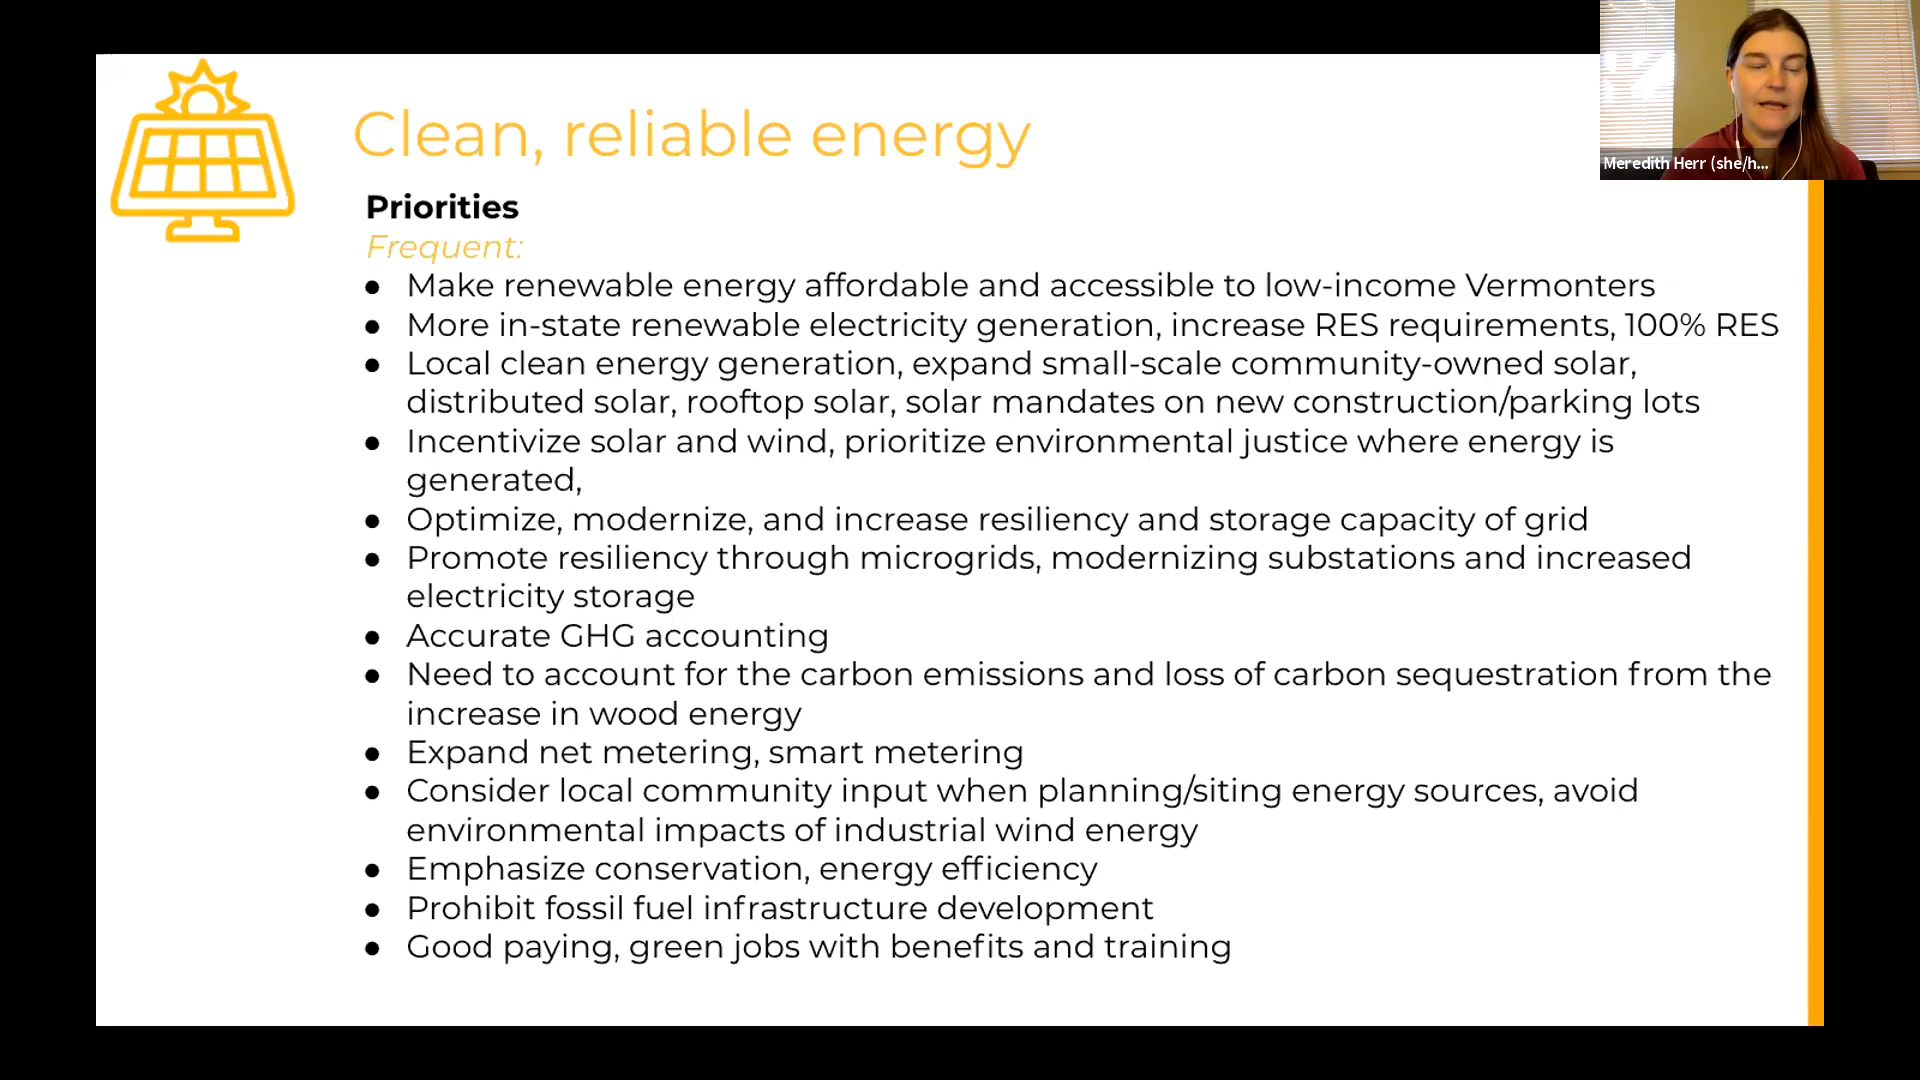 Clean, reliable energy
Meredith Herr (she/h...
Priorities
Frequent:
● Make renewable energy affordable and accessible to low-income Vermonters
● More in-state renewable electricity generation, increase RES requirements, 100% RES
● Local clean energy generation, expand small-scale community-owned solar,
distributed solar, rooftop solar, solar mandates on new construction/parking lots
● Incentivize solar and wind, prioritize environmental justice where energy is
generated,
● Optimize, modernize, and increase resiliency and storage capacity of grid
● Promote resiliency through microgrids, modernizing substations and increased
electricity storage
● Accurate GHG accounting
● Need to account for the carbon emissions and loss of carbon sequestration from the
increase in wood energy
● Expand net metering, smart metering
● Consider local community input when planning/siting energy sources, avoid
environmental impacts of industrial wind energy
● Emphasize conservation, energy efficiency
● Prohibit fossil fuel infrastructure development
● Good paying, green jobs with benefits and training